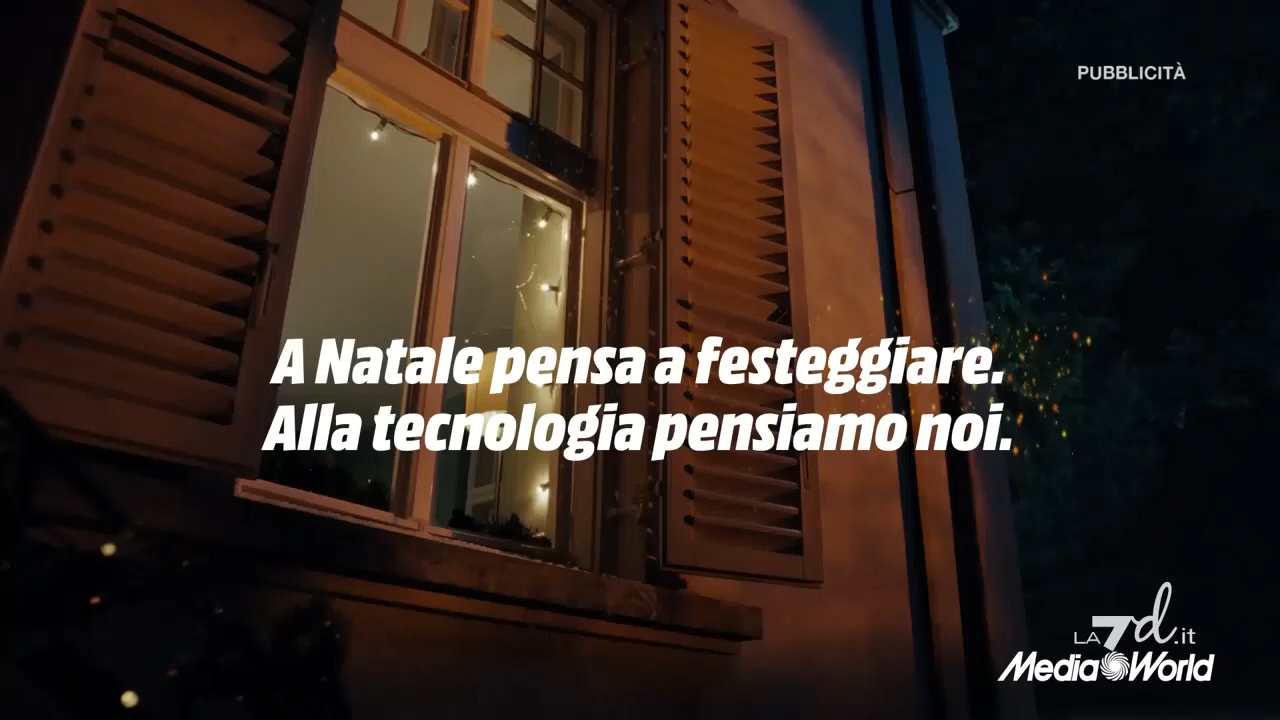 PUBBLICITÀ
A Natale pensa a festeggiare.
Alla tecnologia pensiamo noi.
LA7d.it
MediaWorld